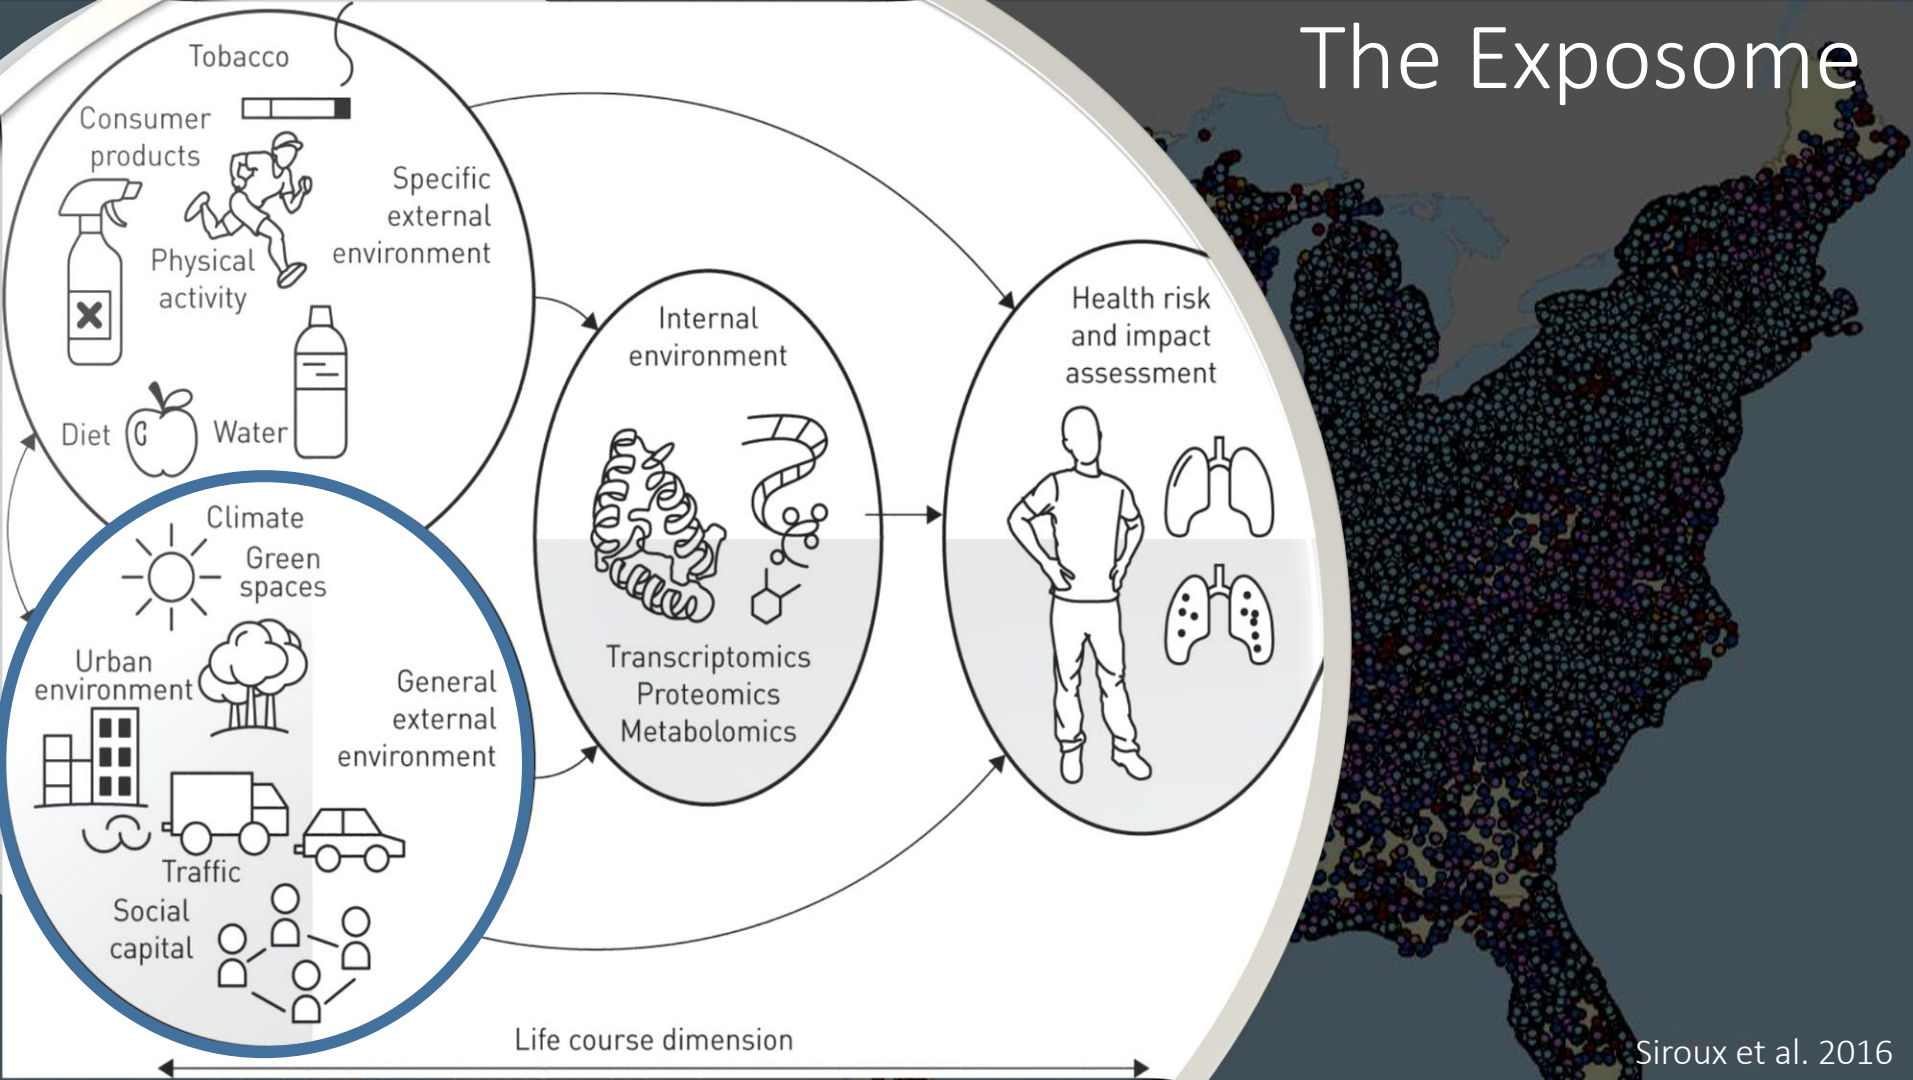 The Exposome
Tobacco
Consumer
products
Specific
external
environment
Physical
activity
Diet
Water
Climate
Green
spaces
Urban
environment
General
external
environment
Traffic
Social
capital
Internal
environment
Transcriptomics
Proteomics
Metabolomics
Health risk
and impact
assessment
Life course dimension
Siroux et al. 2016